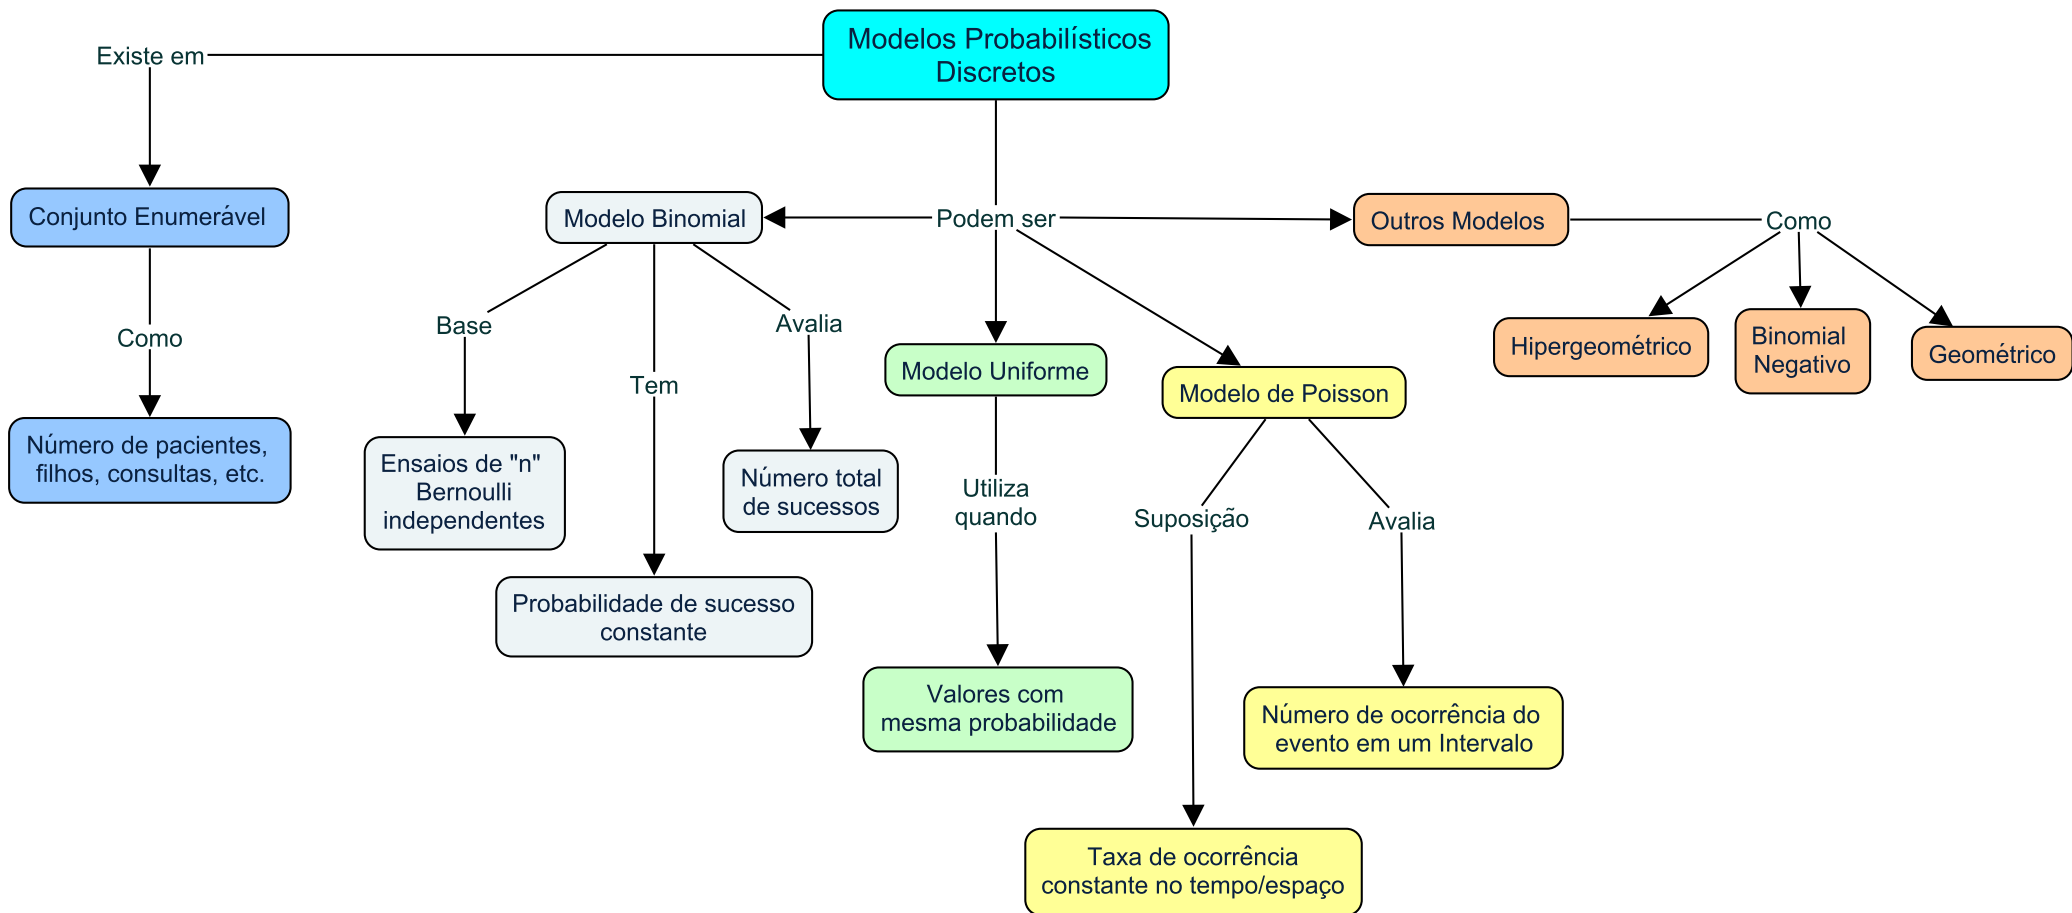 Modelos Probabilísticos
Discretos
Existe em
Conjunto Enumerável
Como
Número de pacientes,
filhos, consultas, etc.
Podem ser
Modelo Binomial
Base
Ensaios de "n"
Bernoulli
independentes
Tem
Probabilidade de sucesso
constante
Avalia
Número total
de sucessos
Modelo Uniforme
Utiliza
quando
Valores com
mesma probabilidade
Modelo de Poisson
Suposição
Taxa de ocorrência
constante no tempo/espaço
Avalia
Número de ocorrência do
evento em um Intervalo
Outros Modelos
Como
Hipergeométrico
Binomial
Negativo
Geométrico